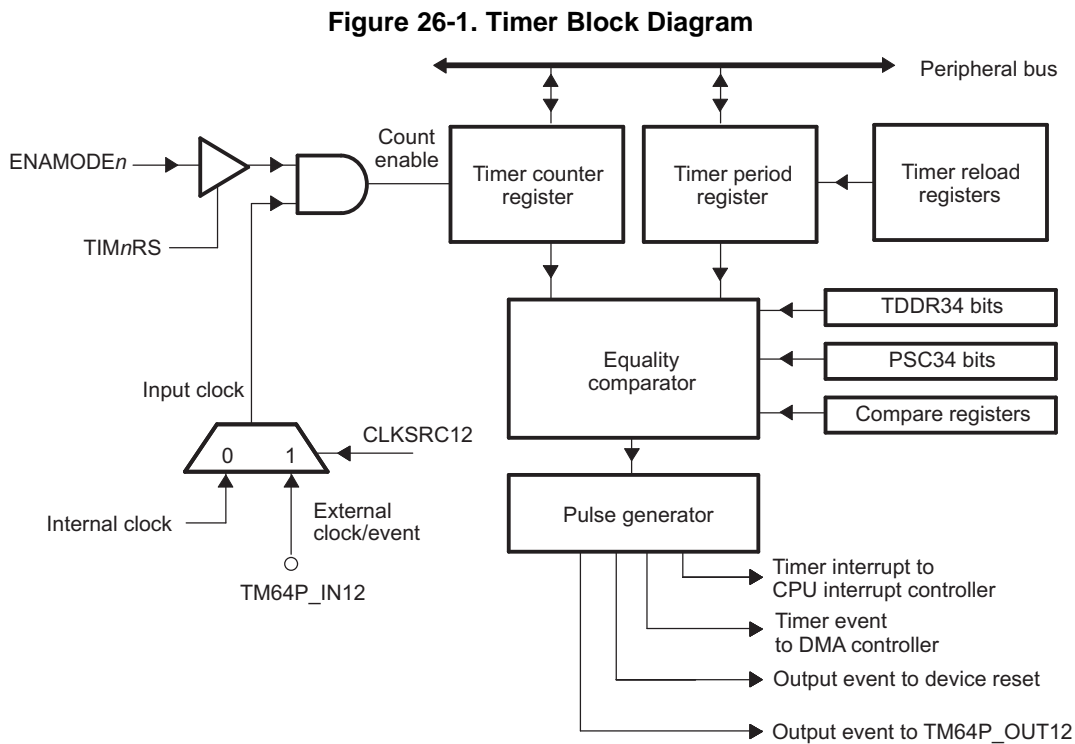 Figure 26-1. Timer Block Diagram
Peripheral bus
ENAMODEn
Count
enable
Timer counter
register
Timer period
register
Timer reload
registers
TIMnRS
TDDR34 bits
Equality
comparator
PSC34 bits
Input clock
Compare registers
CLKSRC12
0 1
Internal clock
External
clock/event
Pulse generator
TM64P_IN12
Timer interrupt to
CPU interrupt controller
Timer event
to DMA controller
Output event to device reset
Output event to TM64P_OUT12